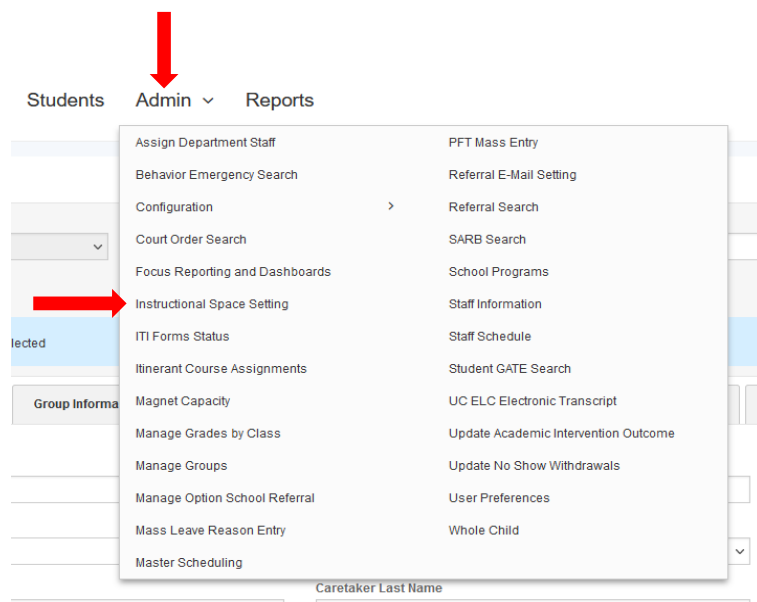 Students Admin Reports
Assign Department Staff
Behavior Emergency Search
Configuration
Court Order Search
Focus Reporting and Dashboards
Instructional Space Setting
ITI Forms Status
Itinerant Course Assignments
Magnet Capacity
Manage Grades by Class
Manage Groups
Manage Option School Referral
Mass Leave Reason Entry
Master Scheduling
PFT Mass Entry
Referral E-Mail Setting
Referral Search
SARB Search
School Programs
Staff Information
Staff Schedule
Student GATE Search
UC ELC Electronic Transcript
Update Academic Intervention Outcome
Update No Show Withdrawals
User Preferences
Whole Child
lected
Group Informa
Caretaker Last Name